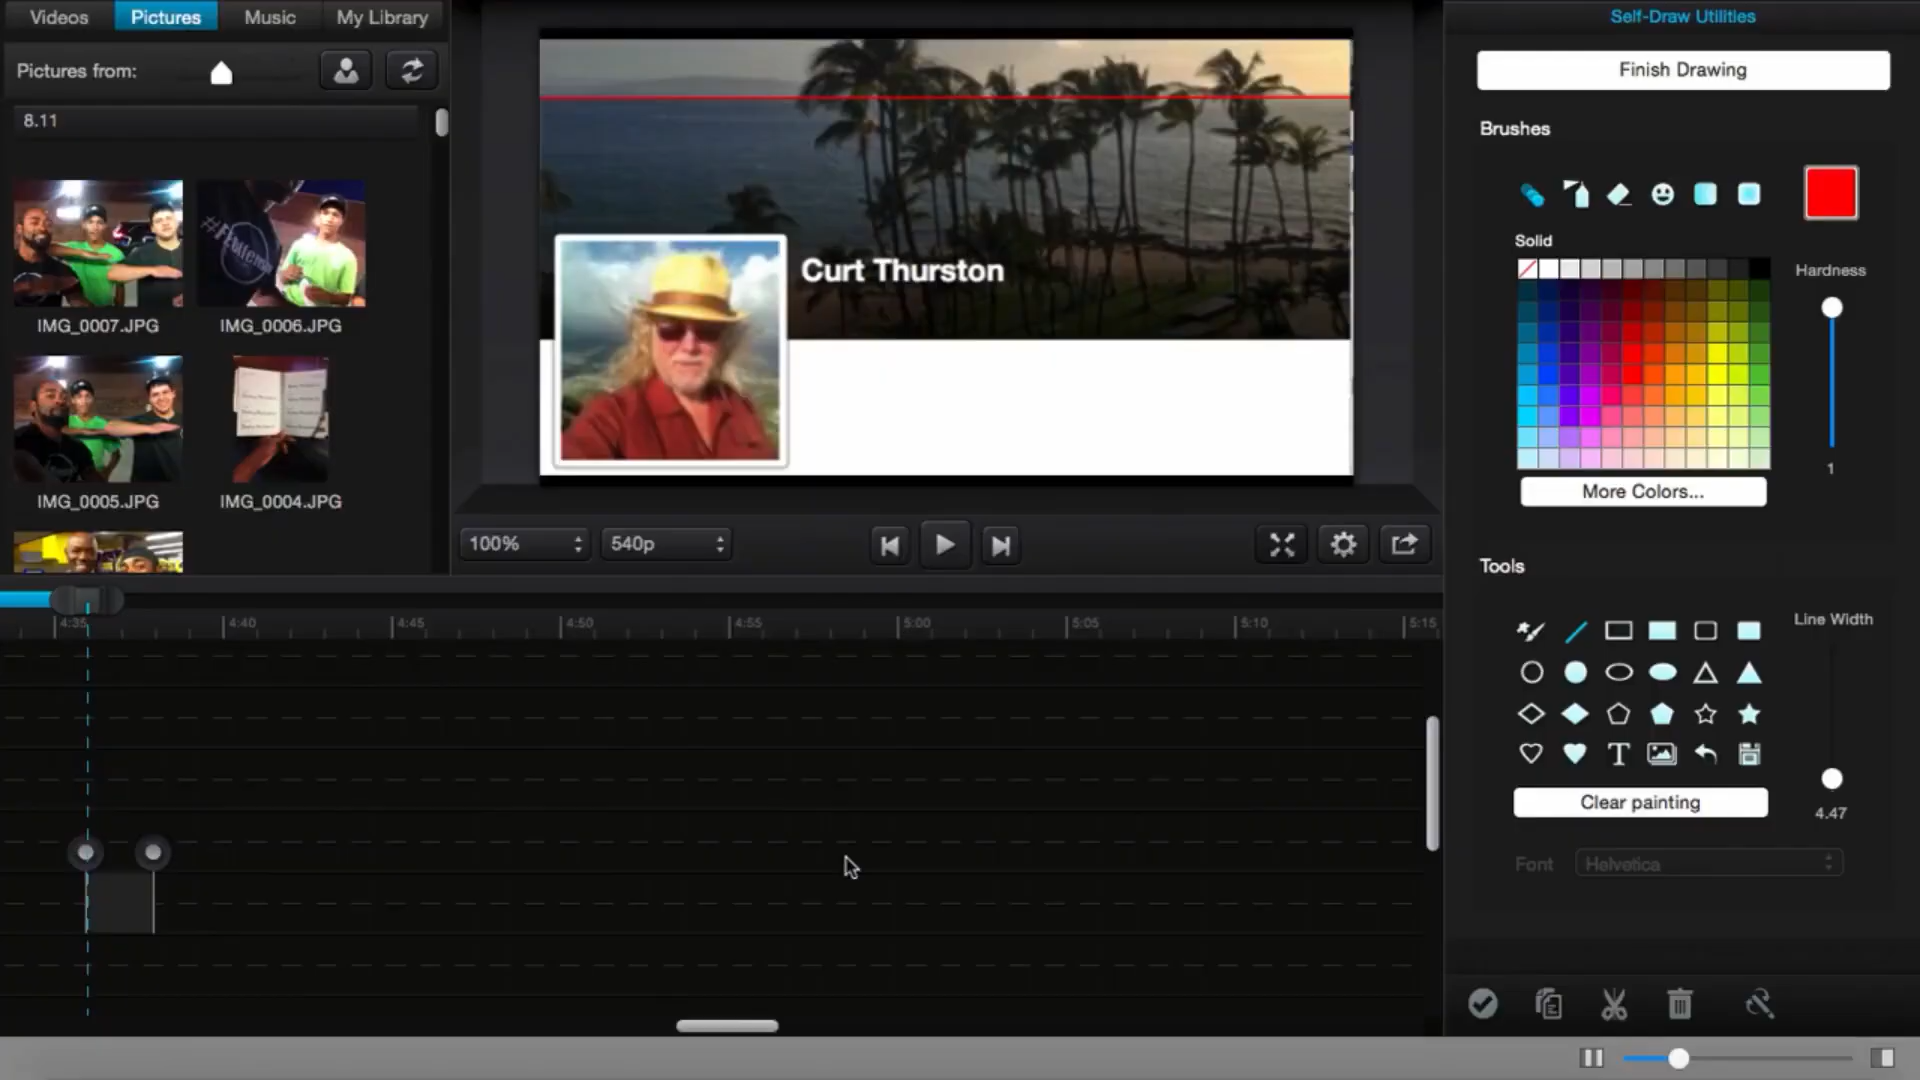 Videos
Pictures
Music
My Library
Self-Draw Utilities
Pictures from:
Finish Drawing
8.11
Brushes
Solid
Hardness
Curt Thurston
IMG_0007.JPG
IMG_0006.JPG
1
More Colors...
IMG_0005.JPG
IMG_0004.JPG
100%
540p
Tools
4:35
4:40
4:45
4:50
4:55
5:00
5:05
5:10
5:15
Line Width
T
Clear painting
4.47
Font
Helvetica